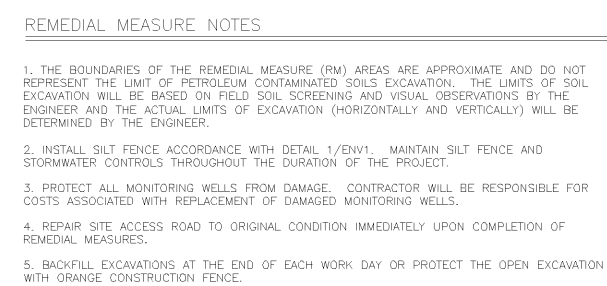 REMEDIAL MEASURE NOTES
1. THE BOUNDARIES OF THE REMEDIAL MEASURE (RM) AREAS ARE APPROXIMATE AND DO NOT
REPRESENT THE LIMIT OF PETROLEUM CONTAMINATED SOILS EXCAVATION. THE LIMITS OF SOIL
EXCAVATION WILL BE BASED ON FIELD SOIL SCREENING AND VISUAL OBSERVATIONS BY THE
ENGINEER AND THE ACTUAL LIMITS OF EXCAVATION (HORIZONTALLY AND VERTICALLY) WILL BE
DETERMINED BY THE ENGINEER.
2. INSTALL SILT FENCE ACCORDANCE WITH DETAIL 1/ENV1. MAINTAIN SILT FENCE AND
STORMWATER CONTROLS THROUGHOUT THE DURATION OF THE PROJECT.
3. PROTECT ALL MONITORING WELLS FROM DAMAGE. CONTRACTOR WILL BE RESPONSIBLE FOR
COSTS ASSOCIATED WITH REPLACEMENT OF DAMAGED MONITORING WELLS.
4. REPAIR SITE ACCESS ROAD TO ORIGINAL CONDITION IMMEDIATELY UPON COMPLETION OF
REMEDIAL MEASURES.
5. BACKFILL EXCAVATIONS AT THE END OF EACH WORK DAY OR PROTECT THE OPEN EXCAVATION
WITH ORANGE CONSTRUCTION FENCE.